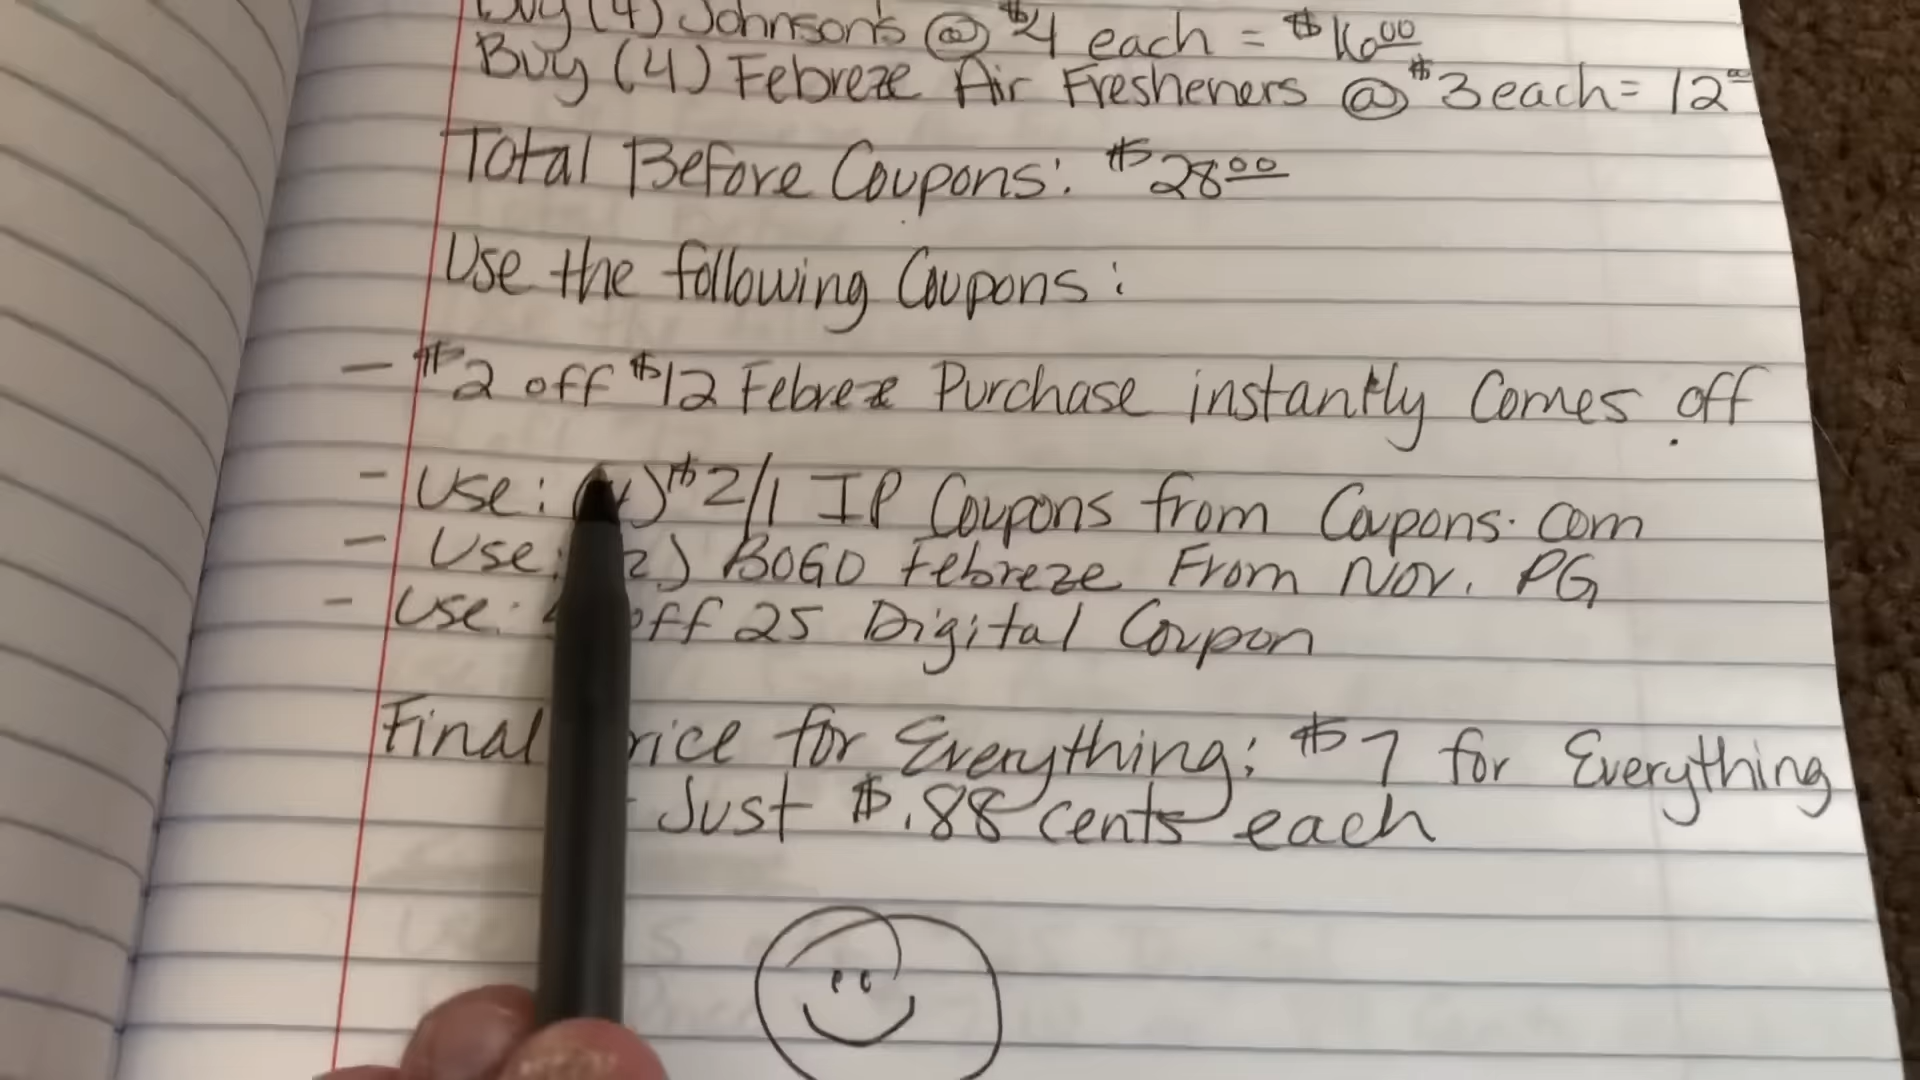 Buy (4) Johnson's @ $4 each = $16.00
Buy (4) Febreze Air Fresheners @ $3 each = 12.00
Total Before Coupons: $28.00
Use the following Coupons:
- $2 off $12 Febreze Purchase instantly Comes off
- Use: $2/1 IP Coupons from Coupons.com
- Use: 2) BOGO Febreze From Nov. PG
- Use: off 25 Digital Coupon
Final Price for Everything: $7 for Everything
Just $.88 cents each